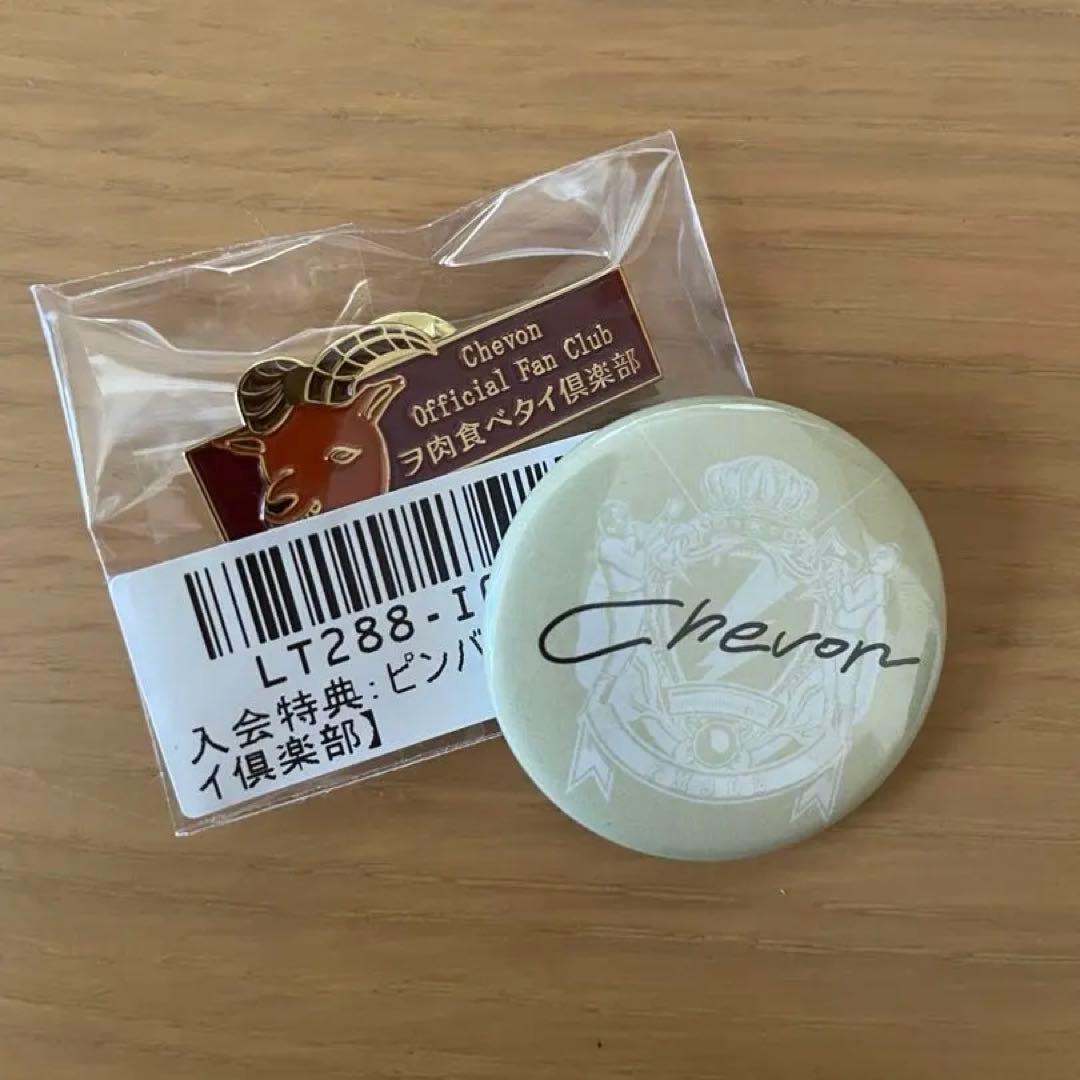 Chevon
Official Fan Club
ヲ肉食ベタイ倶楽部
LT288-I
入会特典:ピンバ
イ倶楽部】
Chevon